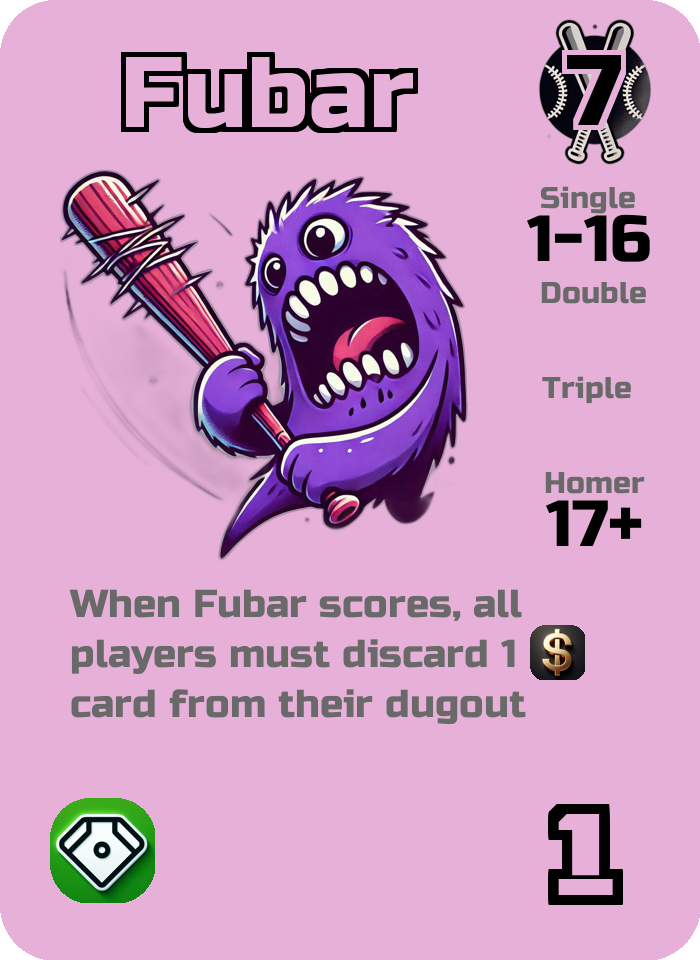 Fubar
7
Single
1-16
Double
Triple
Homer
17+
When Fubar scores, all
players must discard 1 $
card from their dugout
1